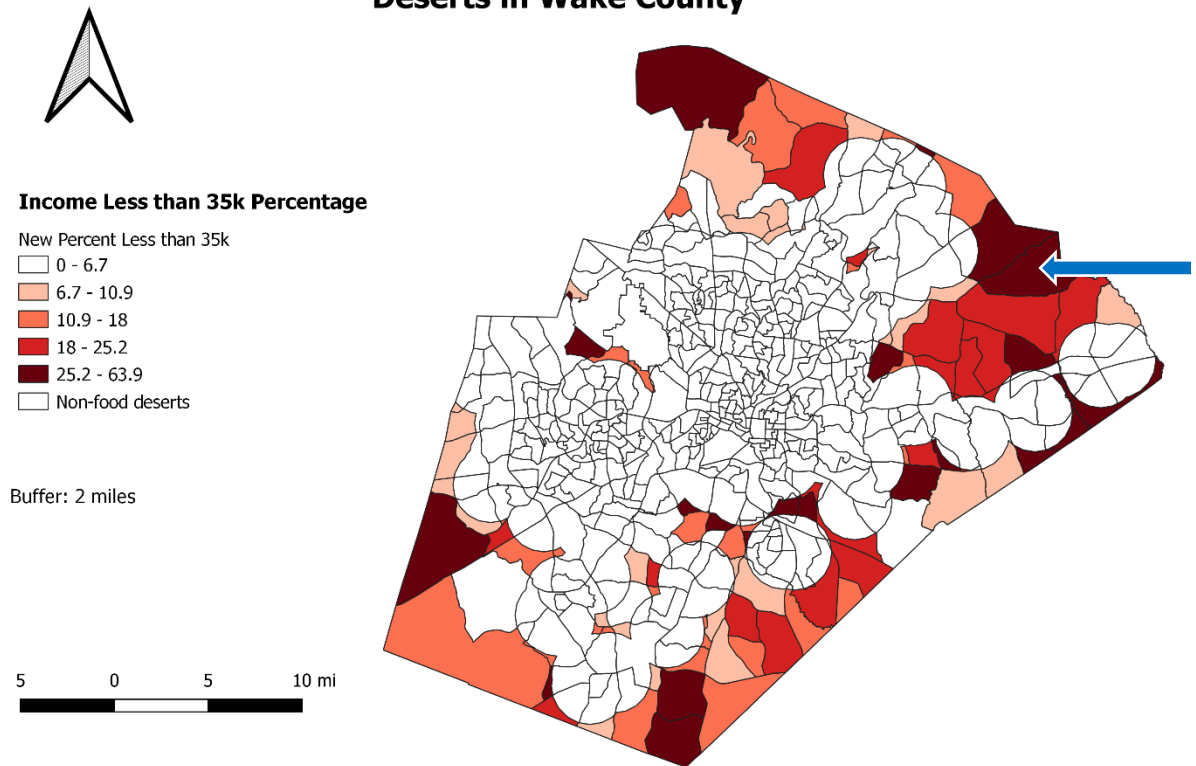 Deserts in Wake County
Income Less than 35k Percentage
New Percent Less than 35k
0 - 6.7
6.7 - 10.9
10.9 - 18
18 - 25.2
25.2 - 63.9
Non-food deserts
Buffer: 2 miles
5 0 5 10 mi